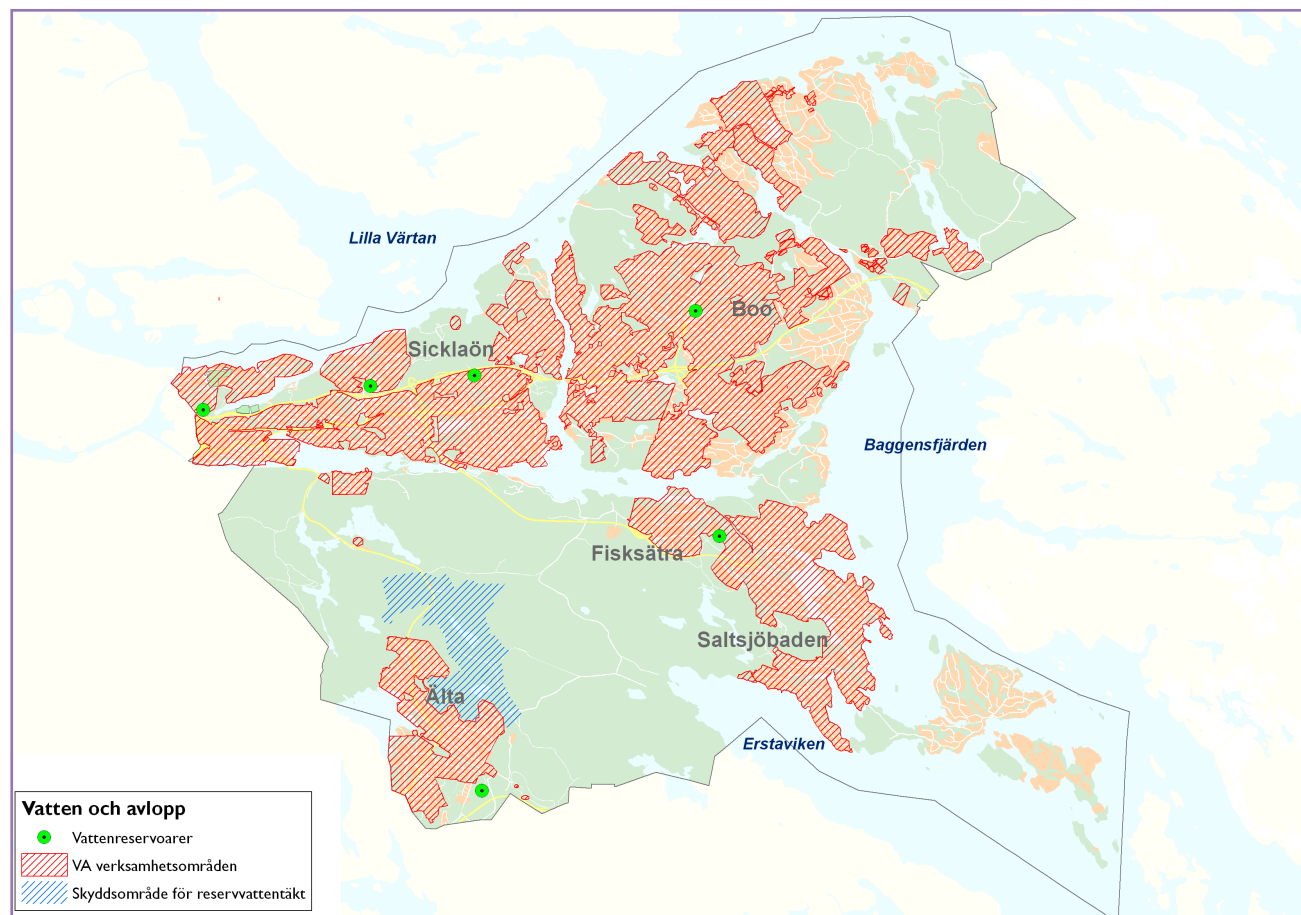 Lilla Värtan
Boo
Sicklaön
Baggensfjärden
Fisksätra
Saltsjöbaden
Älta
Erstaviken
Vatten och avlopp
Vattenreservoarer
VA verksamhetsområden
Skyddsområde för reservvattentäkt